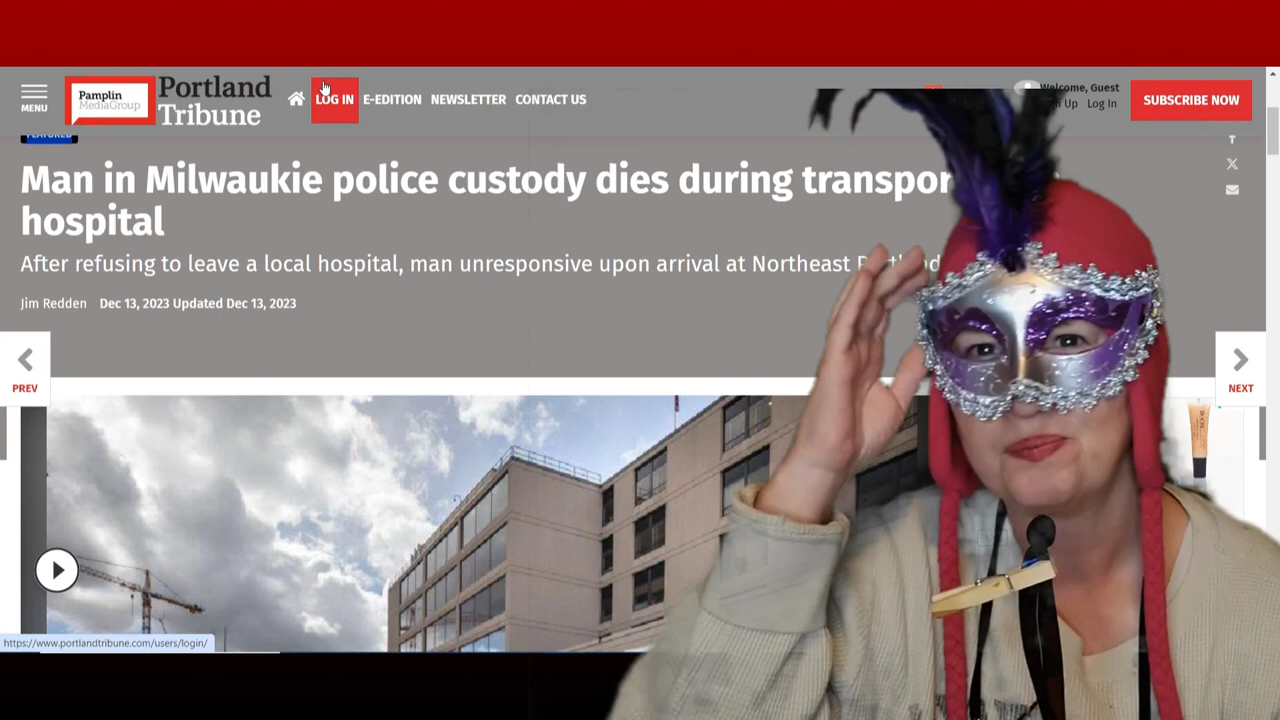 MENU
Pamplin
MediaGroup
Portland
Tribune
LOG IN
E-EDITION
NEWSLETTER
CONTACT US
Welcome, Guest
Up Log In
SUBSCRIBE NOW
FEATURED
Man in Milwaukie police custody dies during
hospital
After refusing to leave a local hospital, man unresponsive upon arrival at Northeast
Jim Redden Dec 13, 2023 Updated Dec 13, 2023
PREV
NEXT
https://www.portlandtribune.com/users/login/